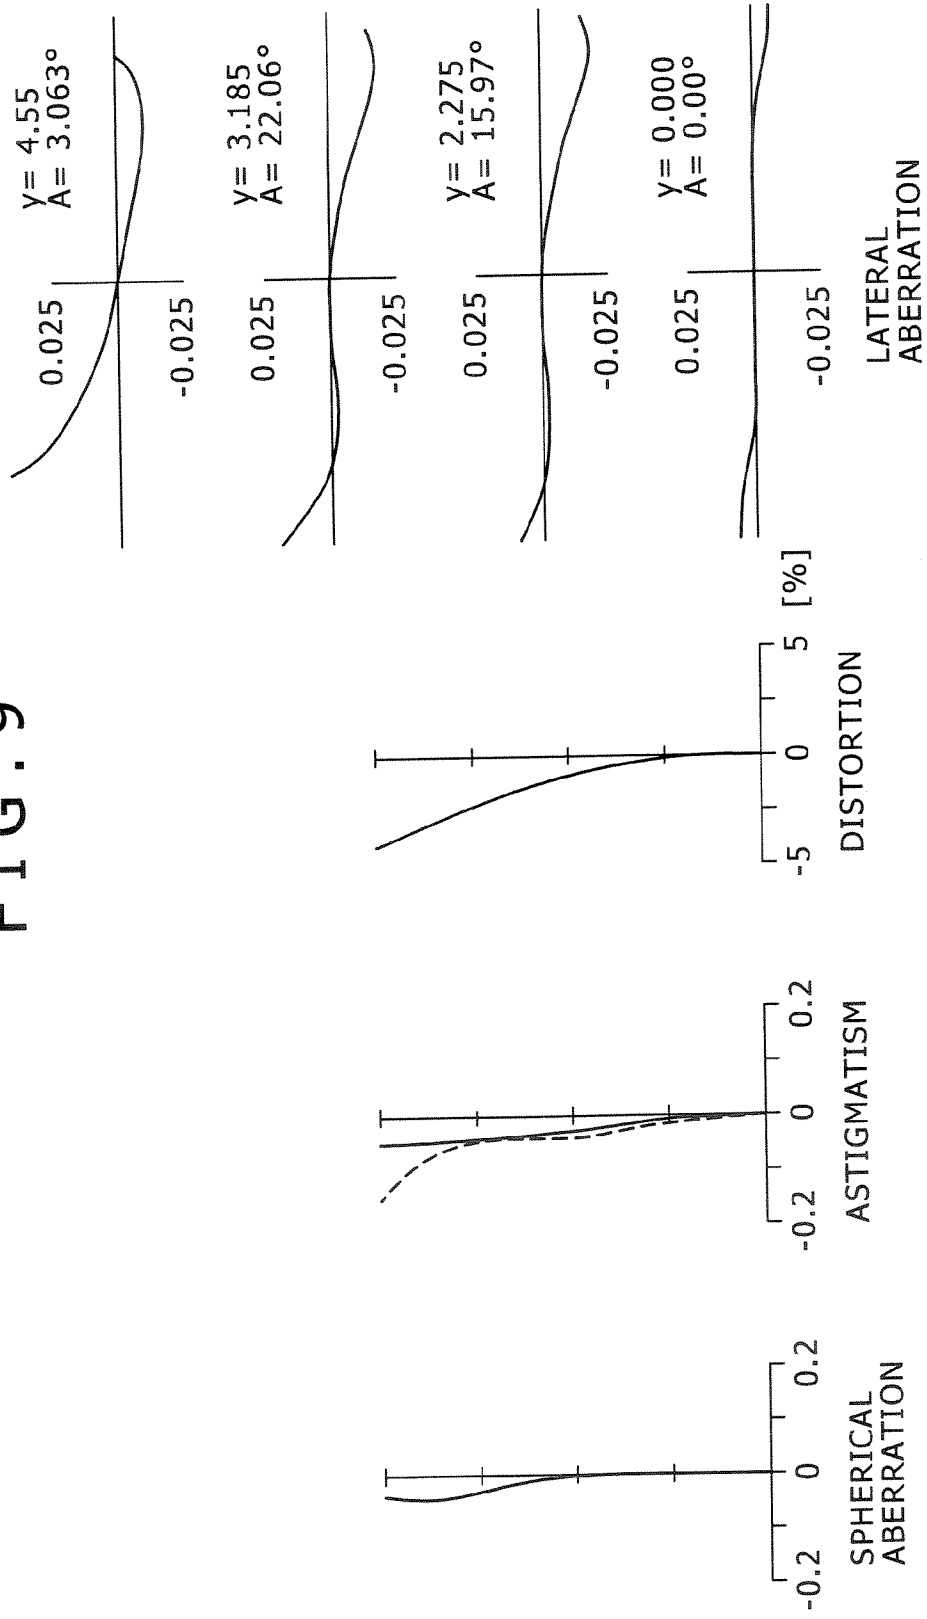 FIG. 9
y= 4.55
A= 3.063°
0.025
-0.025
y= 3.185
A= 22.06°
0.025
-0.025
y= 2.275
A= 15.97°
0.025
-0.025
y= 0.000
A= 0.00°
0.025
-0.025
LATERAL
ABERRATION
-0.2
0
0.2
SPHERICAL
ABERRATION
-0.2
0
0.2
ASTIGMATISM
-5
0
5
[%]
DISTORTION